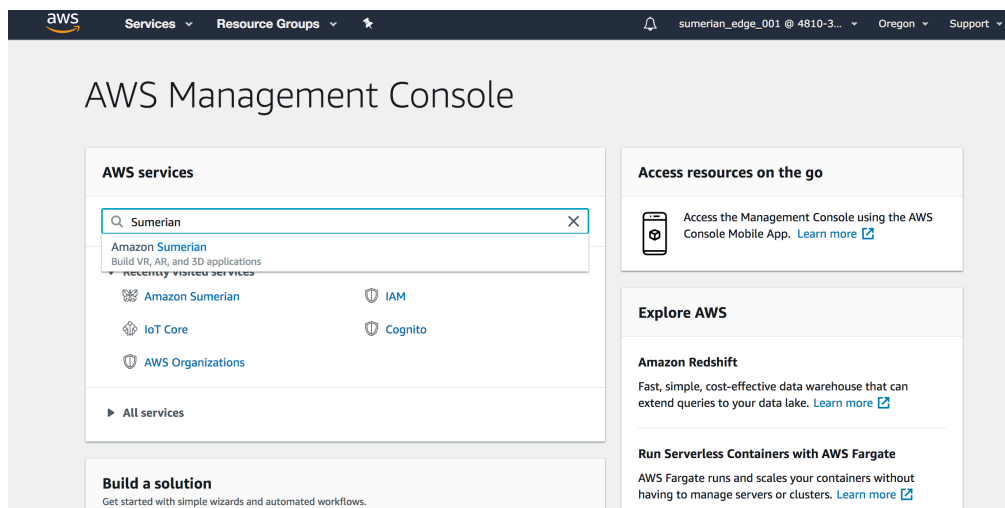 aws
Services
Resource Groups
sumerian_edge_001 @ 4810-3...
Oregon
Support
AWS Management Console
AWS services
Sumerian
Amazon Sumerian
Build VR, AR, and 3D applications
Recently visited services
Amazon Sumerian
IAM
IoT Core
Cognito
AWS Organizations
All services
Build a solution
Get started with simple wizards and automated workflows.
Access resources on the go
Access the Management Console using the AWS
Console Mobile App. Learn more
Explore AWS
Amazon Redshift
Fast, simple, cost-effective data warehouse that can
extend queries to your data lake. Learn more
Run Serverless Containers with AWS Fargate
AWS Fargate runs and scales your containers without
having to manage servers or clusters. Learn more